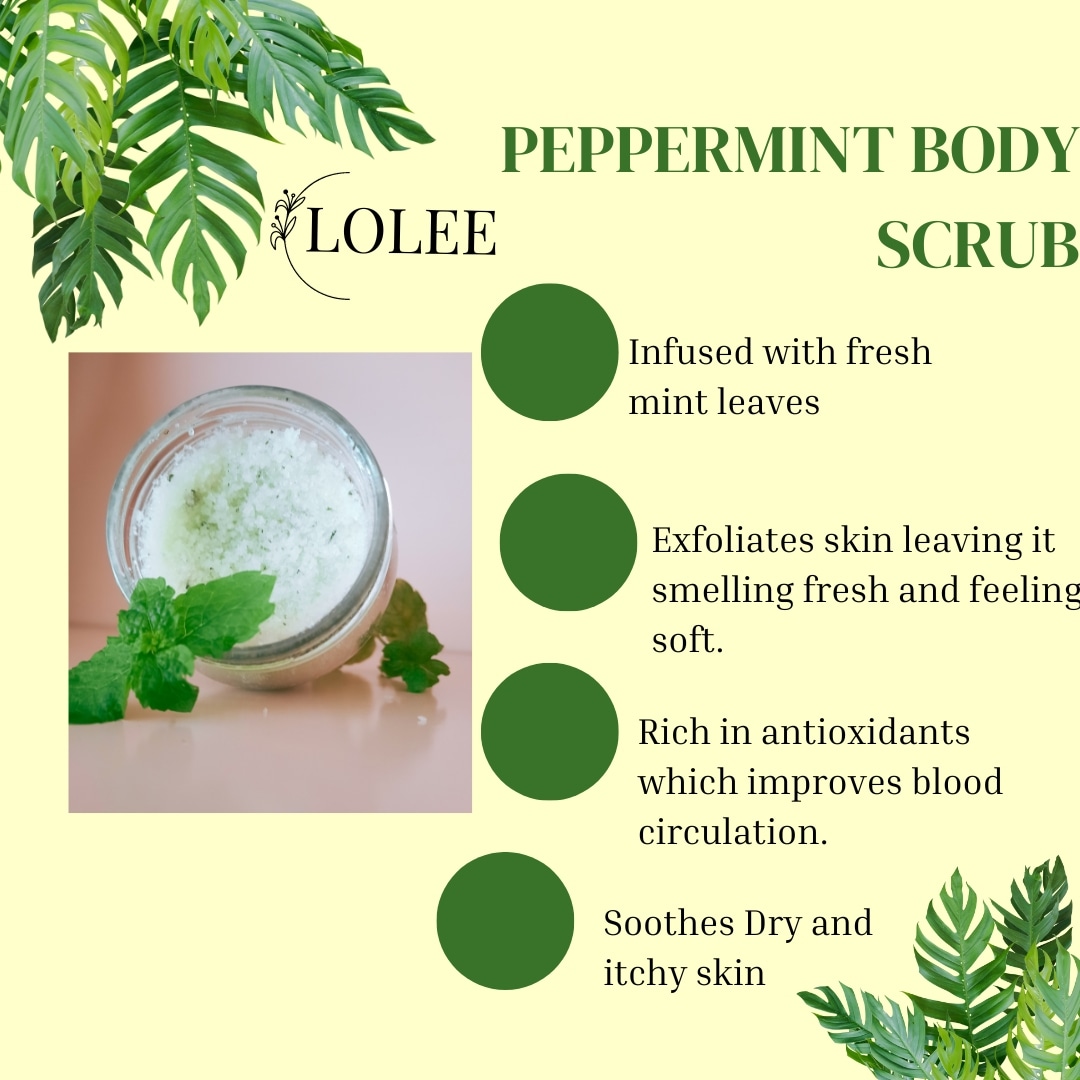 PEPPERMINT BODY
SCRUB
LOLEE
Infused with fresh
mint leaves
Exfoliates skin leaving it
smelling fresh and feeling
soft.
Rich in antioxidants
which improves blood
circulation.
Soothes Dry and
itchy skin